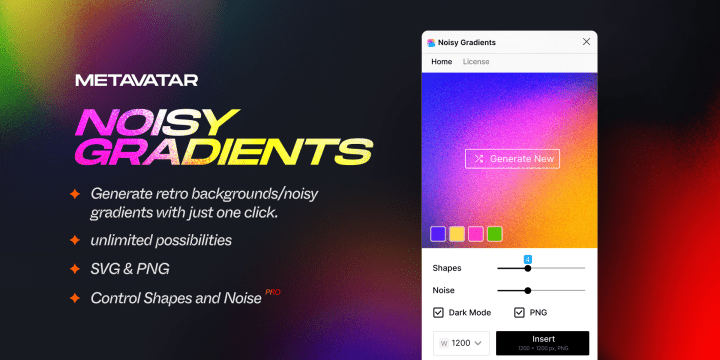 METAVATAR
NOISY
GRADIENTS
Generate retro backgrounds/noisy
gradients with just one click.
unlimited possibilities
SVG & PNG
Control Shapes and Noise PRO
Noisy Gradients
Home License
Generate New
Shapes
4
Noise
Dark Mode PNG
W 1200
Insert
1200 × 1200 px, PNG